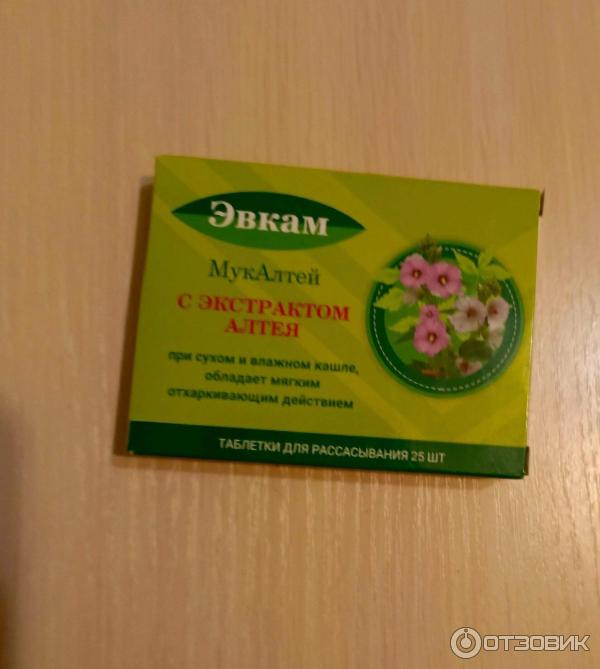 Эвкам
МукАлтей
С ЭКСТРАКТОМ
АЛТЕЯ
при сухом и влажном кашле,
обладает мягким
отхаркивающим действием
ТАБЛЕТКИ ДЛЯ РАССАСЫВАНИЯ 25 ШТ
ОТЗОВИК